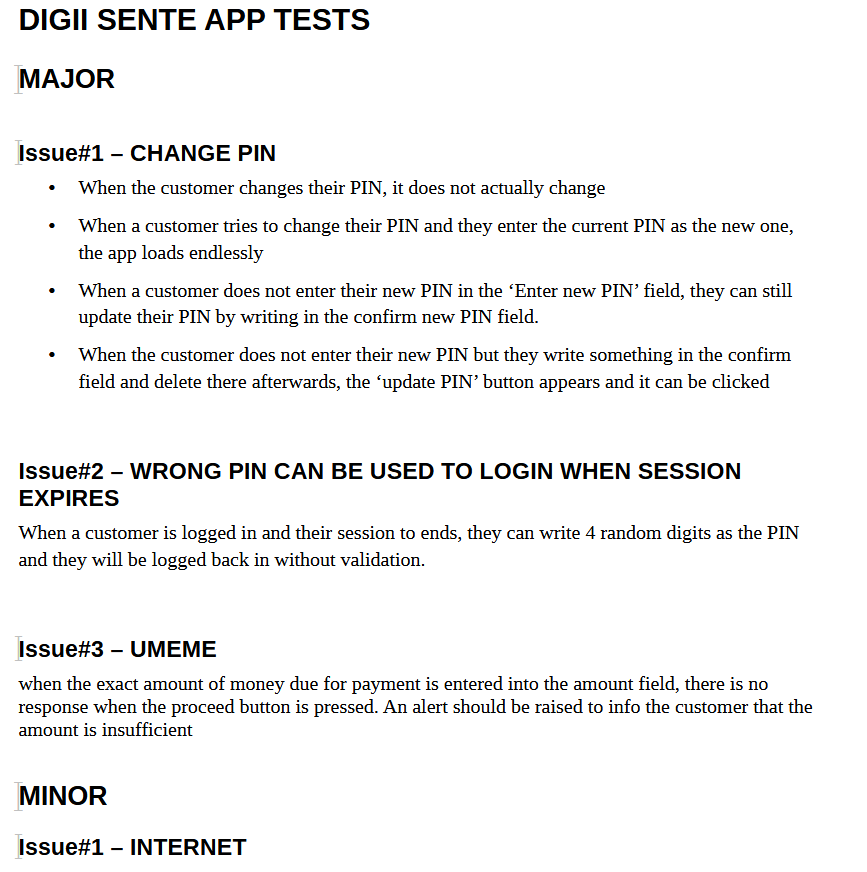 DIGII SENTE APP TESTS
MAJOR
Issue#1 – CHANGE PIN
• When the customer changes their PIN, it does not actually change
• When a customer tries to change their PIN and they enter the current PIN as the new one,
the app loads endlessly
• When a customer does not enter their new PIN in the ‘Enter new PIN’ field, they can still
update their PIN by writing in the confirm new PIN field.
• When the customer does not enter their new PIN but they write something in the confirm
field and delete there afterwards, the ‘update PIN’ button appears and it can be clicked
Issue#2 – WRONG PIN CAN BE USED TO LOGIN WHEN SESSION
EXPIRES
When a customer is logged in and their session to ends, they can write 4 random digits as the PIN
and they will be logged back in without validation.
Issue#3 – UMEME
when the exact amount of money due for payment is entered into the amount field, there is no
response when the proceed button is pressed. An alert should be raised to info the customer that the
amount is insufficient
MINOR
Issue#1 – INTERNET